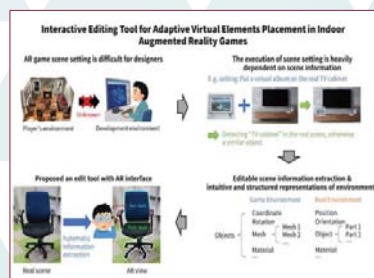 Interactive Editing Tool for Adaptive Virtual Elements Placement in Indoor
Augmented Reality Games
AR game scene setting is difficult for designers
Unknown
Player's environment
Development environment
The execution of scene setting is heavily
dependent on scene information
E.g. setting: Put a virtual album on the real TV cabinet
Detecting "TV cabinet" in the real scene, otherwise
a similar object
Proposed an edit tool with AR interface
Automatic
information
extraction
Real scene
AR view
Editable scene information extraction &
intuitive and structured representations of environment
Game Environment
Real Environment
Objects:
Coordinate
Rotation
Mesh
Mesh 1
Mesh 2
...
Material
...
Position
Orientation
Object
Part 1
Part 2
...
Material
...